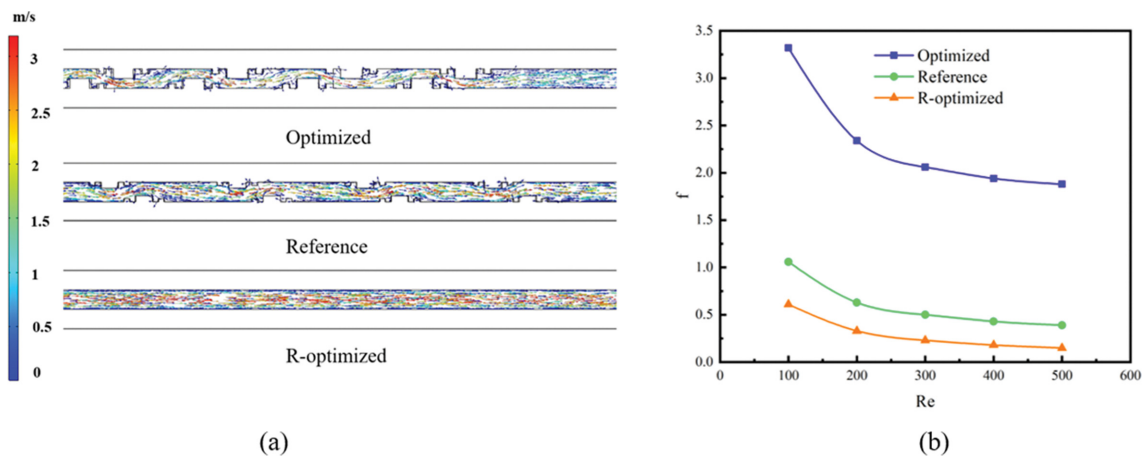 m/s
3
2.5
2
1.5
1
0.5
0
Optimized
Reference
R-optimized
(a)
3.5
3.0
2.5
2.0
1.5
1.0
0.5
0.0
f
Optimized
Reference
R-optimized
0 100 200 300 400 500 600
Re
(b)